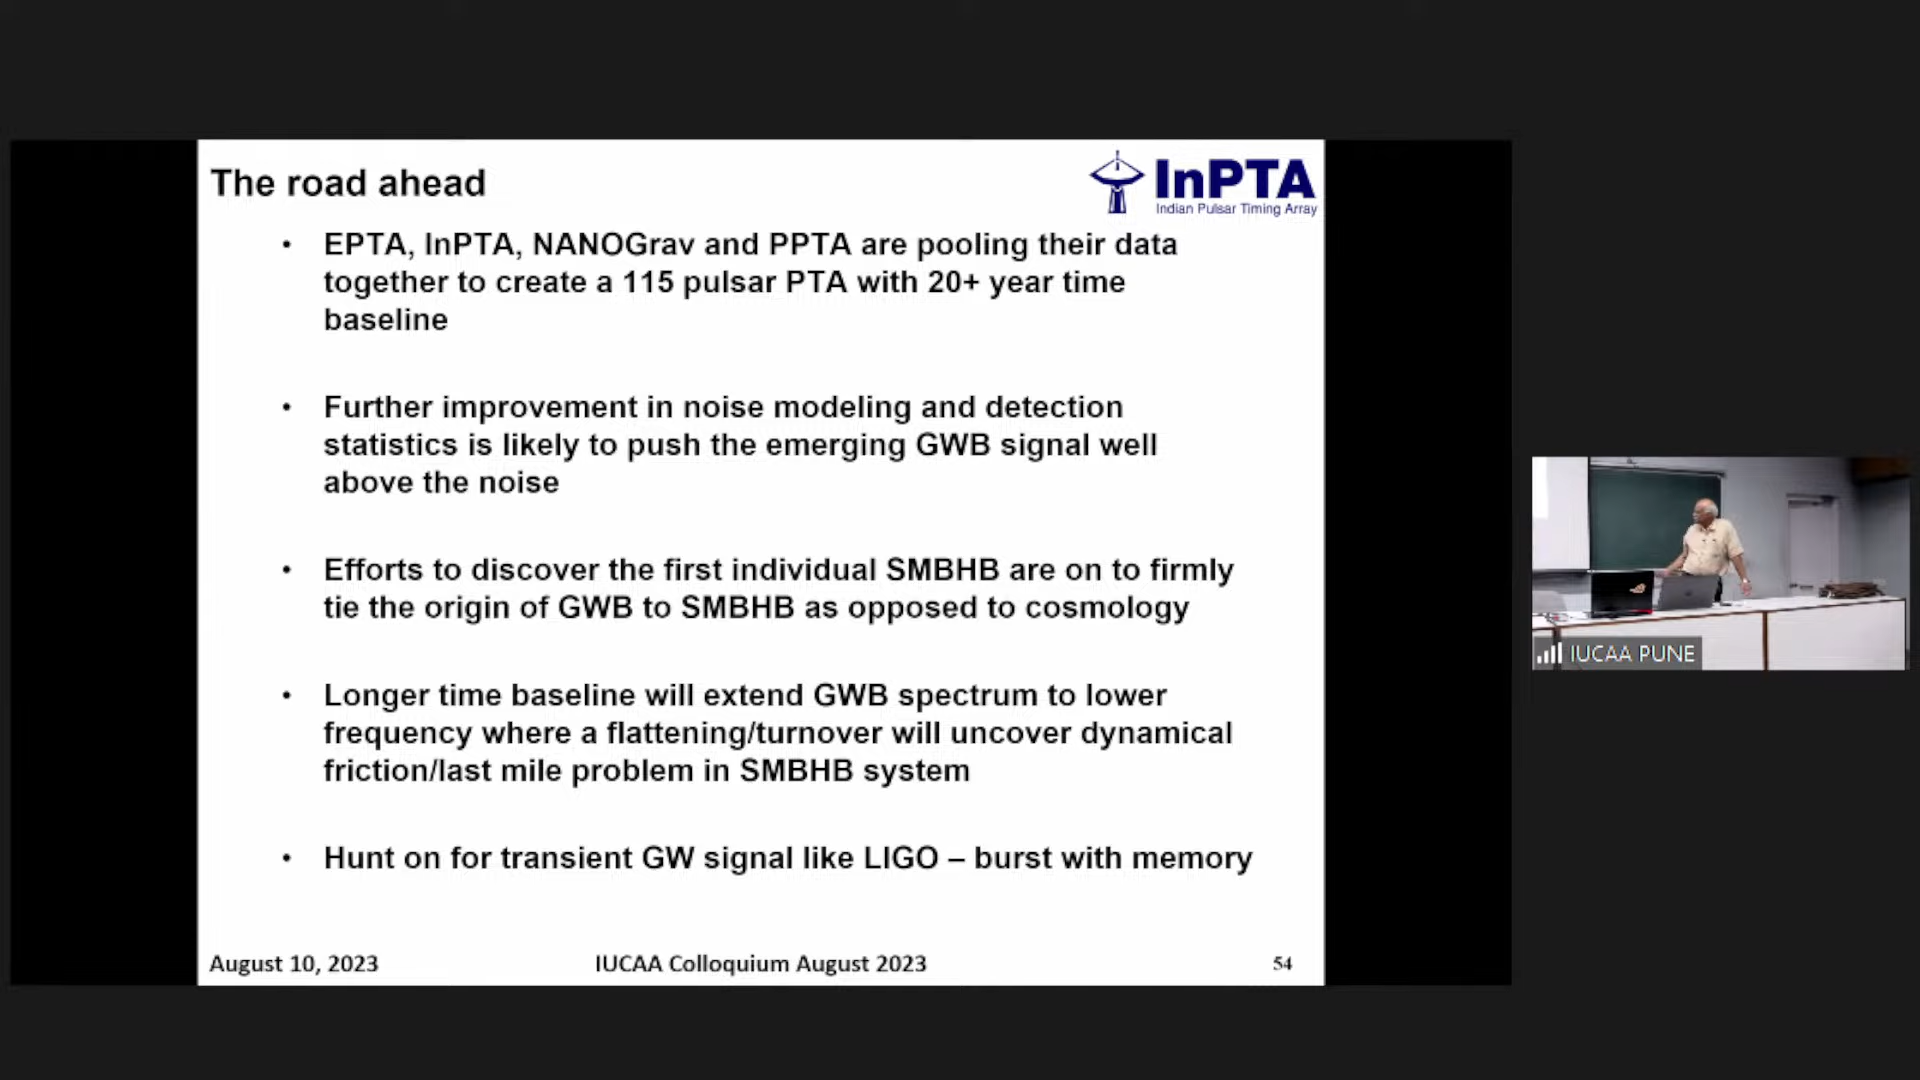 The road ahead
InPTA
Indian Pulsar Timing Array
• EPTA, InPTA, NANOGrav and PPTA are pooling their data
together to create a 115 pulsar PTA with 20+ year time
baseline
• Further improvement in noise modeling and detection
statistics is likely to push the emerging GWB signal well
above the noise
• Efforts to discover the first individual SMBHB are on to firmly
tie the origin of GWB to SMBHB as opposed to cosmology
• Longer time baseline will extend GWB spectrum to lower
frequency where a flattening/turnover will uncover dynamical
friction/last mile problem in SMBHB system
• Hunt on for transient GW signal like LIGO – burst with memory
August 10, 2023
IUCAA Colloquium August 2023
54
IUCAA PUNE